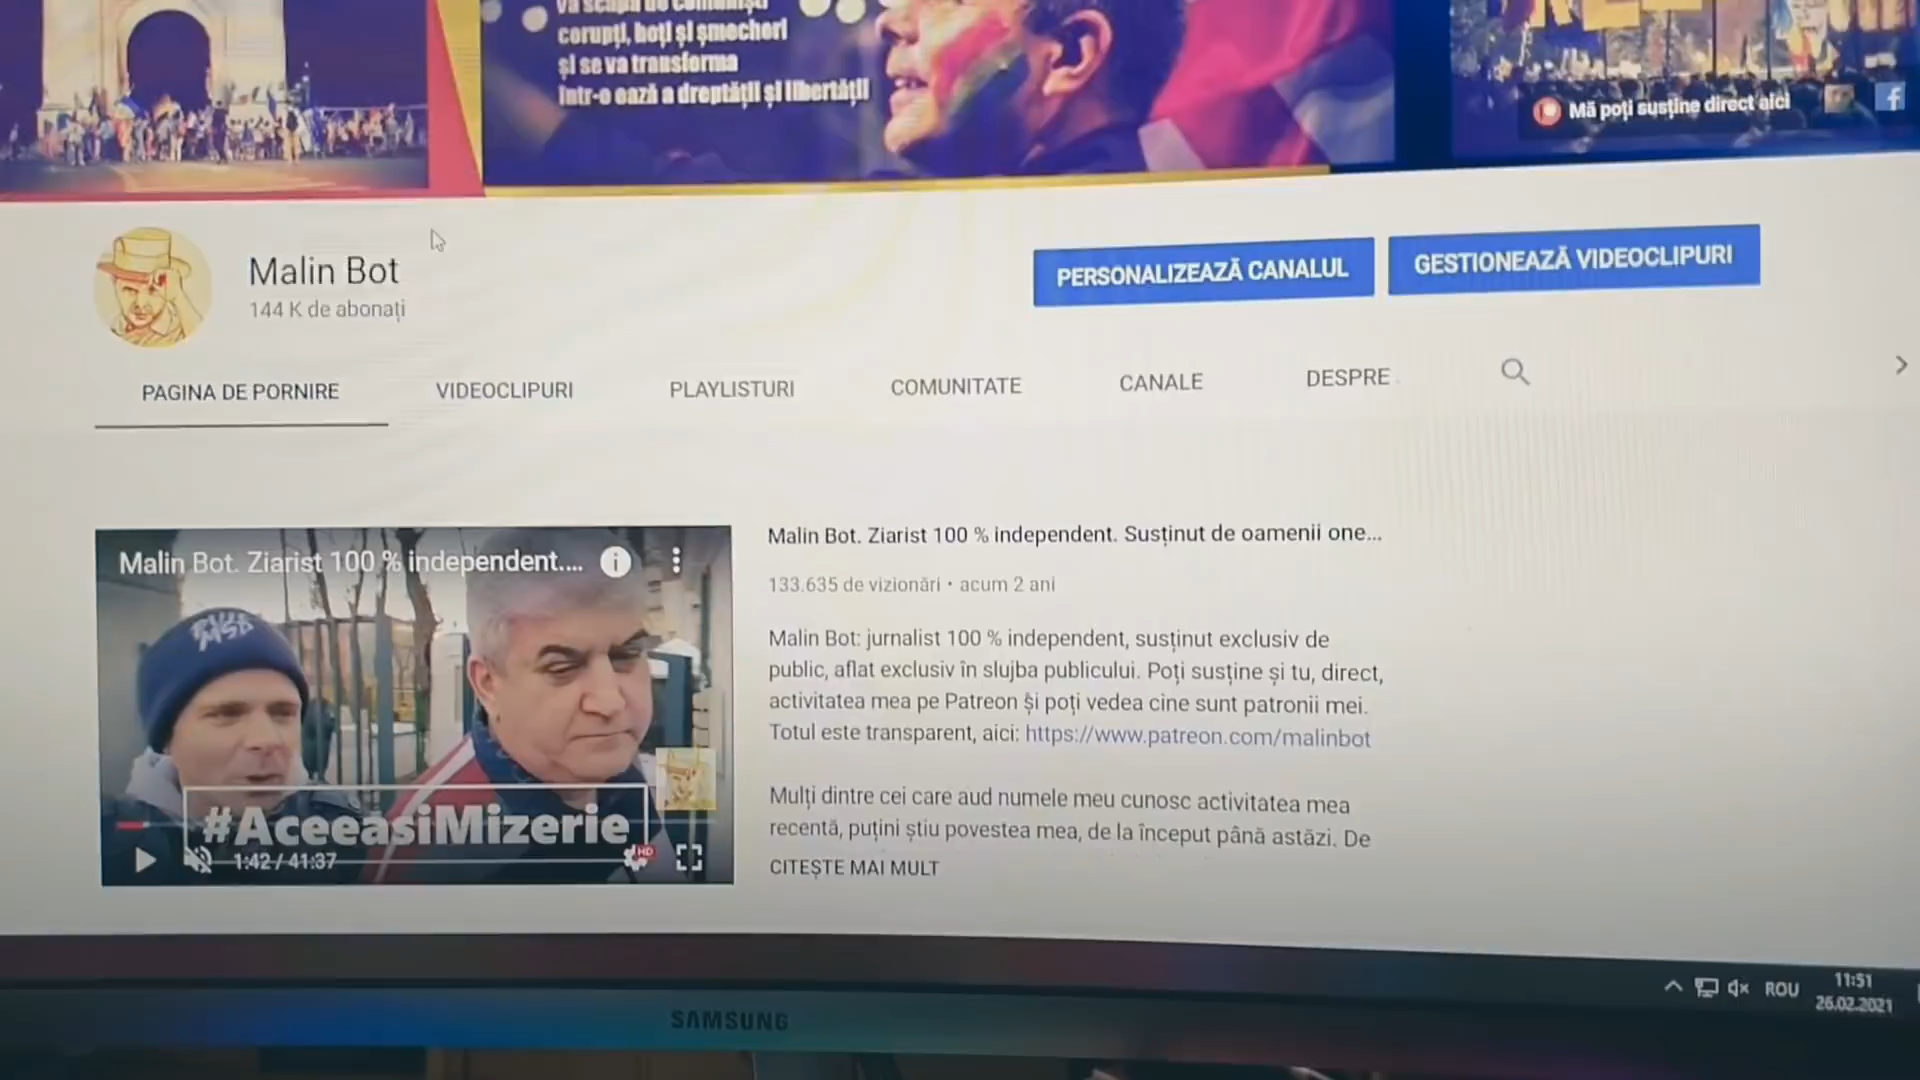 va scăpa de comuniști
corupți, hoți și șmecheri
și se va transforma
într-o oază a dreptății și libertății
Mă poți susține direct aici
f
Malin Bot
144 K de abonați
PERSONALIZEAZĂ CANALUL
GESTIONEAZĂ VIDEOCLIPURI
PAGINA DE PORNIRE
VIDEOCLIPURI
PLAYLISTURI
COMUNITATE
CANALE
DESPRE
Malin Bot. Ziarist 100 % independent....
#AceeasiMizerie
1:42 / 41:37
HD
Malin Bot. Ziarist 100 % independent. Susținut de oamenii one...
133.635 de vizionări • acum 2 ani
Malin Bot: jurnalist 100 % independent, susținut exclusiv de
public, aflat exclusiv în slujba publicului. Poți susține și tu, direct,
activitatea mea pe Patreon și poți vedea cine sunt patronii mei.
Totul este transparent, aici: https://www.patreon.com/malinbot
Mulți dintre cei care aud numele meu cunosc activitatea mea
recentă, puțini știu povestea mea, de la început până astăzi. De
CITEȘTE MAI MULT
ROU
11:51
26.02.2021
SAMSUNG